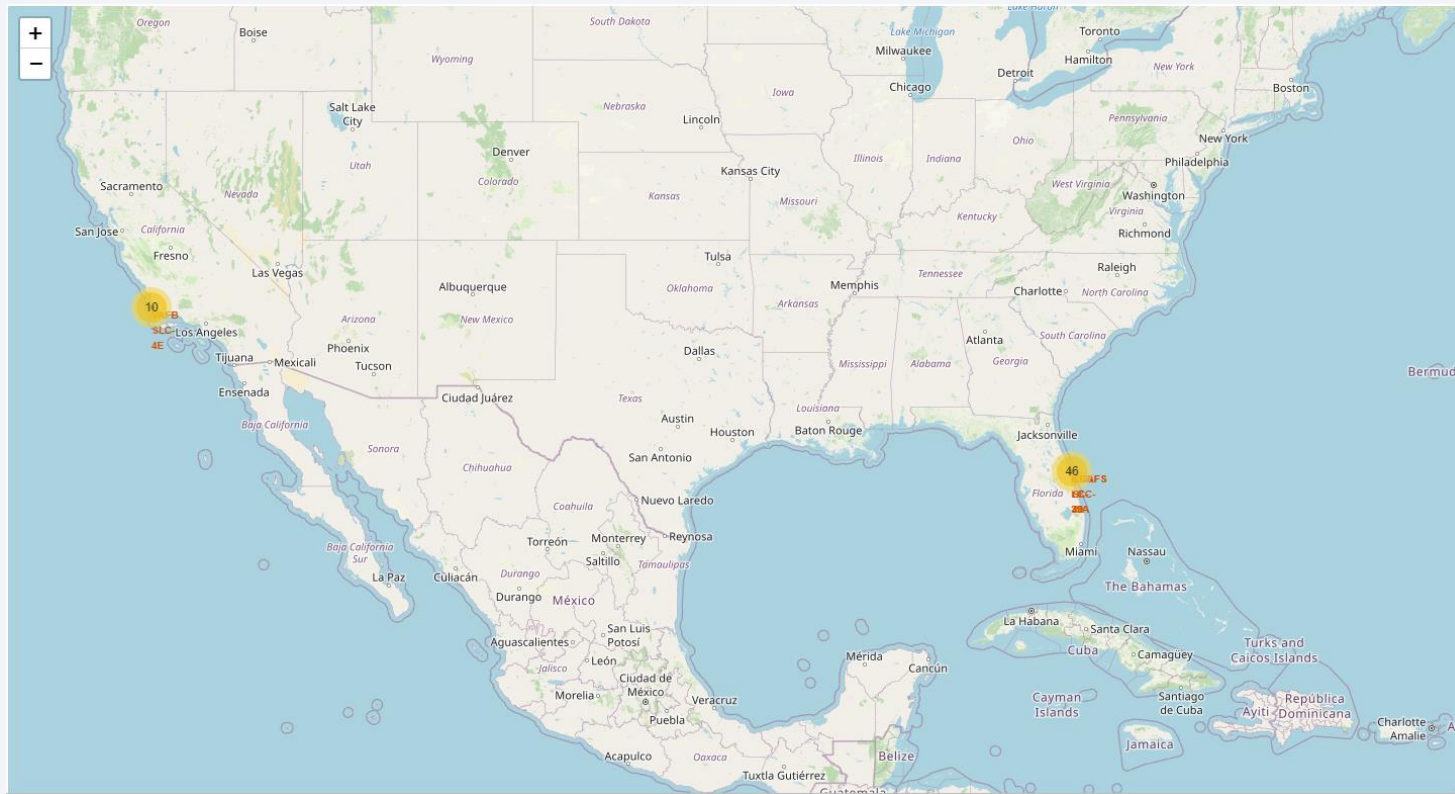 +
−
Oregon
Boise
South Dakota
Wyoming
Lake Michigan
Milwaukee
Toronto
Hamilton
Detroit
New York
Chicago
Boston
Iowa
Salt Lake
City
Nebraska
Lincoln
Pennsylvania
New York
Denver
Utah
Colorado
Illinois
Indiana
Ohio
Philadelphia
Kansas City
Sacramento
Nevada
Kansas
Missouri
West Virginia
Washington
San Jose
California
Kentucky
Virginia
Richmond
Fresno
Las Vegas
Tulsa
Raleigh
Albuquerque
Oklahoma
Tennessee
Memphis
Charlotte
North Carolina
10
Arizona
New Mexico
Arkansas
SLC-
4E
Los Angeles
South Carolina
Atlanta
Phoenix
Tijuana
Mexicali
Tucson
Dallas
Mississippi
Alabama
Georgia
Ensenada
Ciudad Juárez
Texas
Bermud
Louisiana
Baja California
Austin
Houston
Baton Rouge
Jacksonville
Sonora
San Antonio
Chihuahua
46
Florida
Nuevo Laredo
Coahuila
Reynosa
Baja California
Sur
Torreón
Monterrey
Saltillo
Tamaulipas
Miami
Nassau
La Paz
Culiacán
Durango
Durango
México
The Bahamas
La Habana
Santa Clara
Aguascalientes
San Luis
Potosí
Cuba
Camagüey
Turks and
Caicos Islands
Jalisco
León
Mérida
Cancún
Morelia
Ciudad de
México
Veracruz
Puebla
Cayman
Islands
Santiago
de Cuba
Ayiti
República
Dominicana
Charlotte
Amalie
Acapulco
Oaxaca
Tuxtla Gutiérrez
Belize
Jamaica